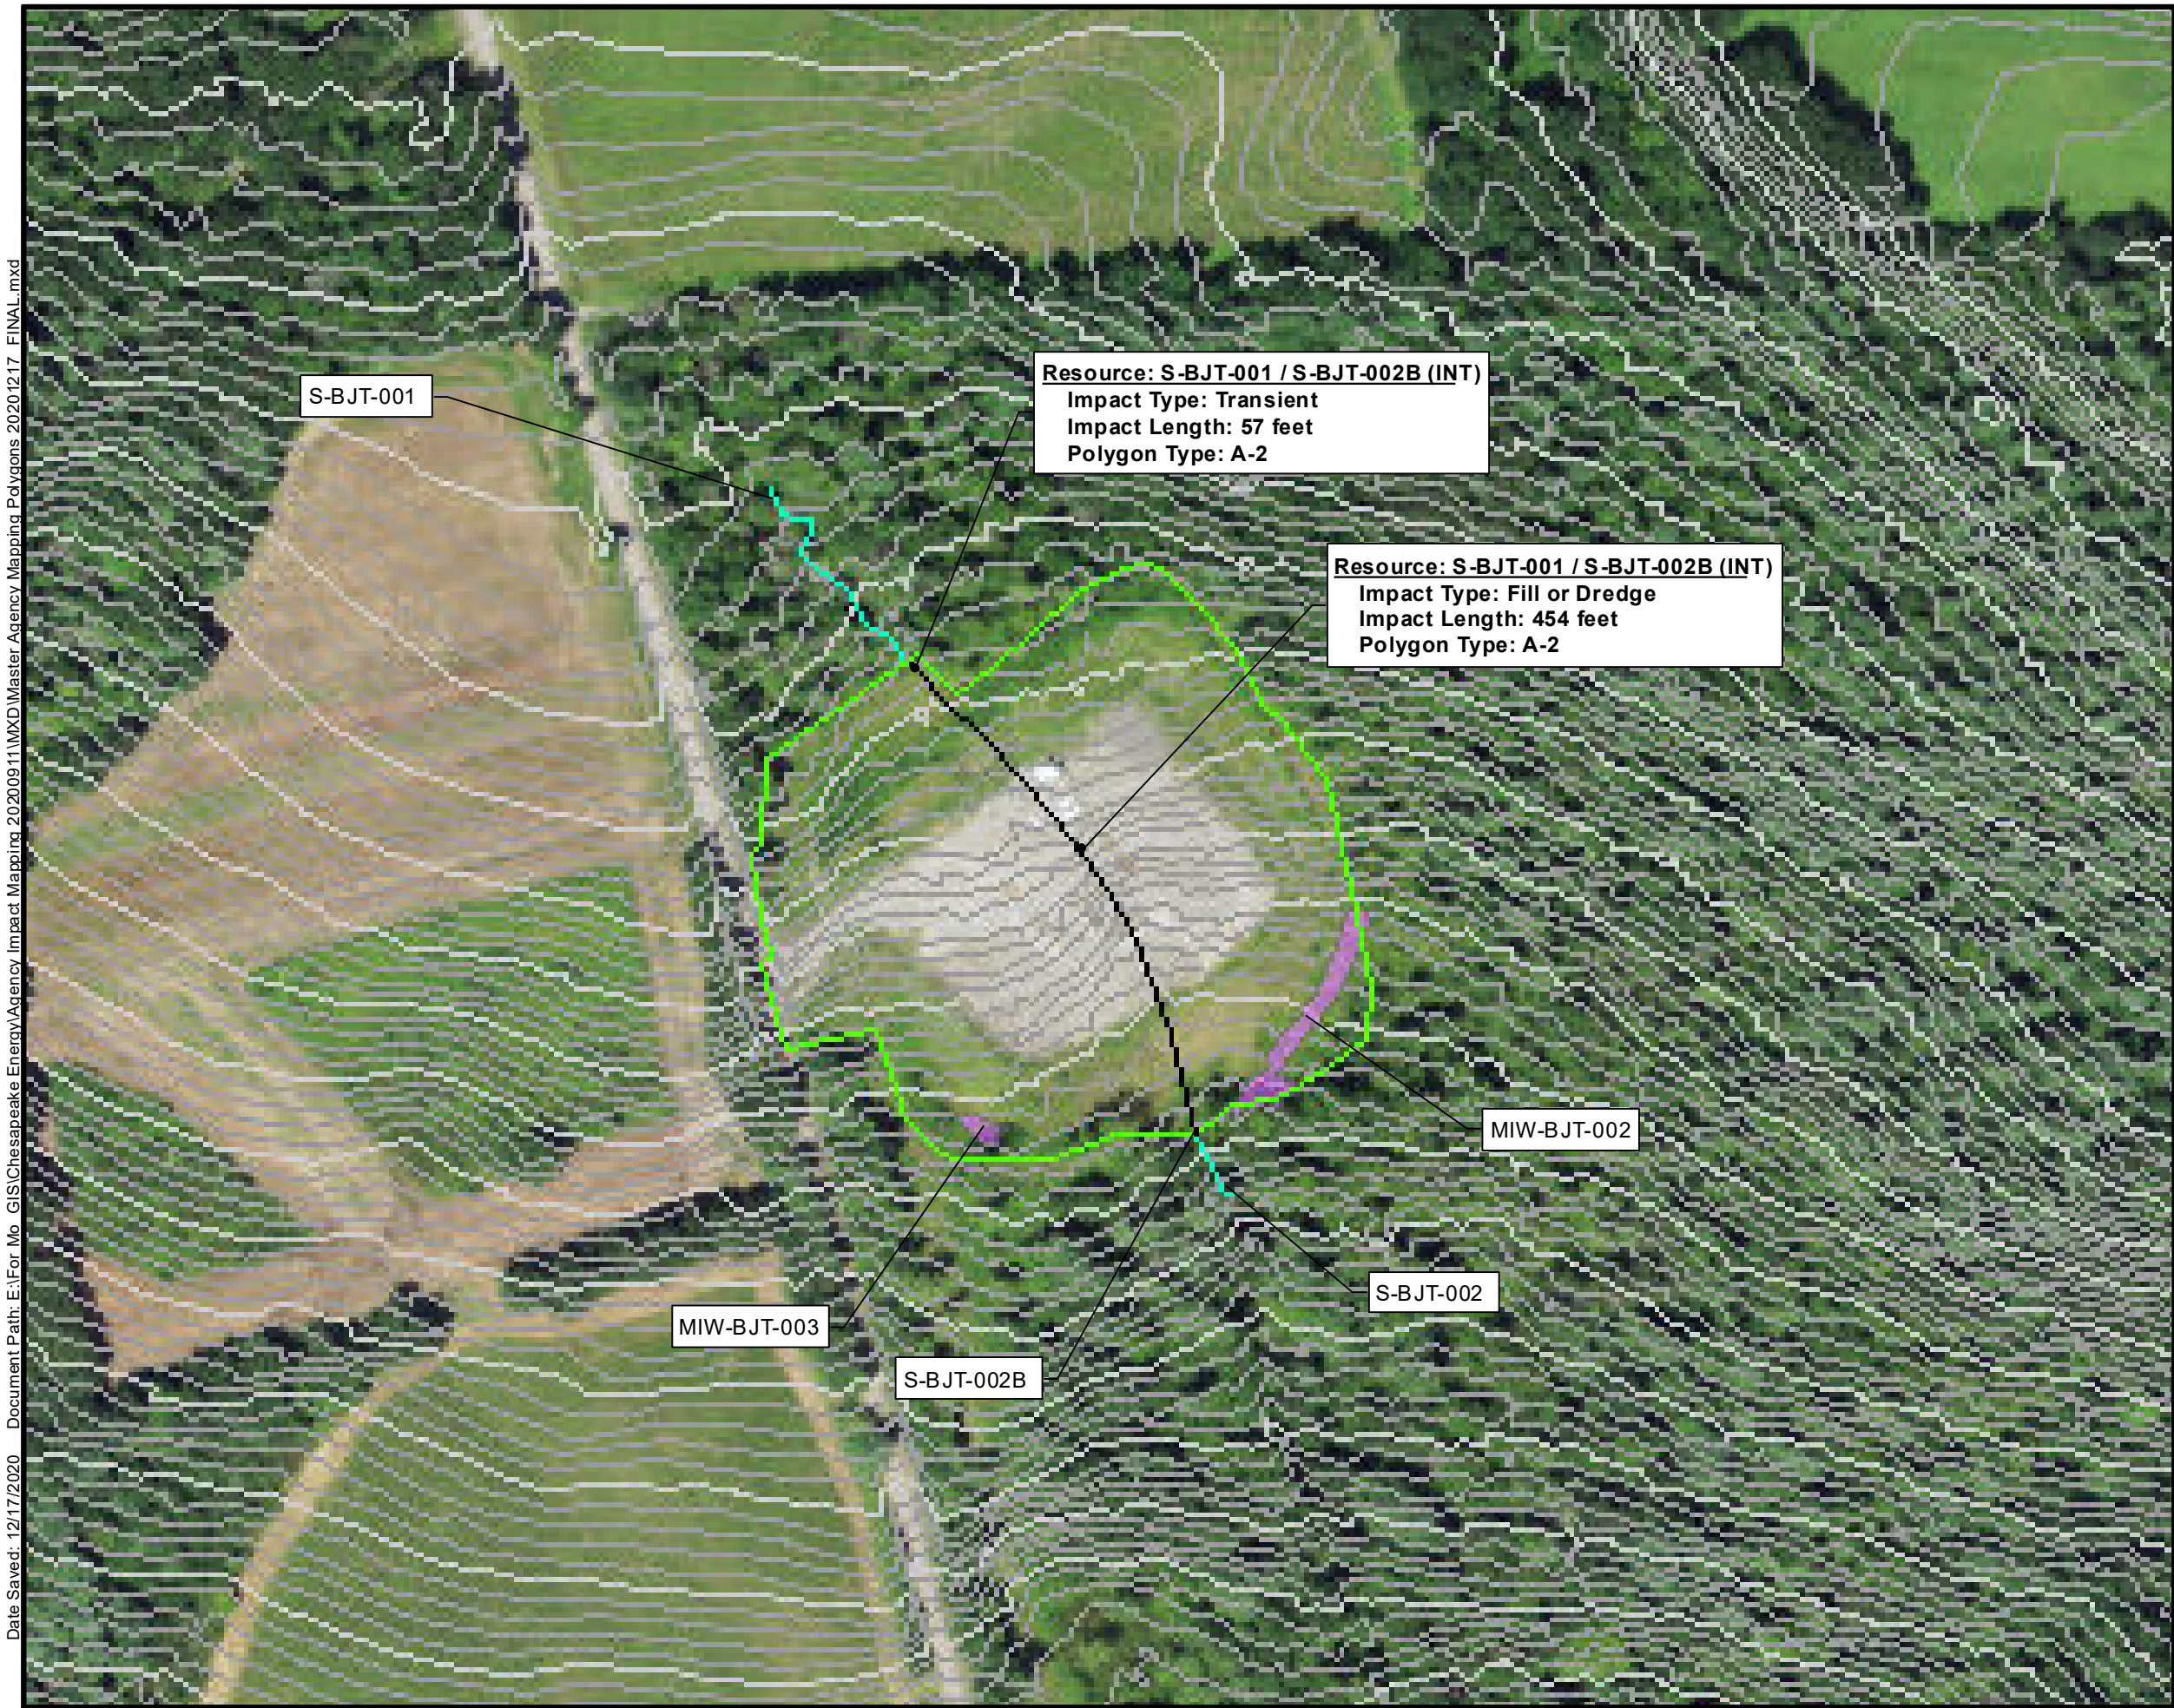 S-BJT-001
Resource: S-BJT-001 / S-BJT-002B (INT)
Impact Type: Transient
Impact Length: 57 feet
Polygon Type: A-2
Resource: S-BJT-001 / S-BJT-002B (INT)
Impact Type: Fill or Dredge
Impact Length: 454 feet
Polygon Type: A-2
MIW-BJT-002
S-BJT-002
MIW-BJT-003
S-BJT-002B
Date Saved: 12/17/2020 Document Path: E:\For Mo GIS\Chesapeake Energy\Agency Impact Mapping 20200911\MXD\Master Agency Mapping Polygons 20201217 FINAL.mxd